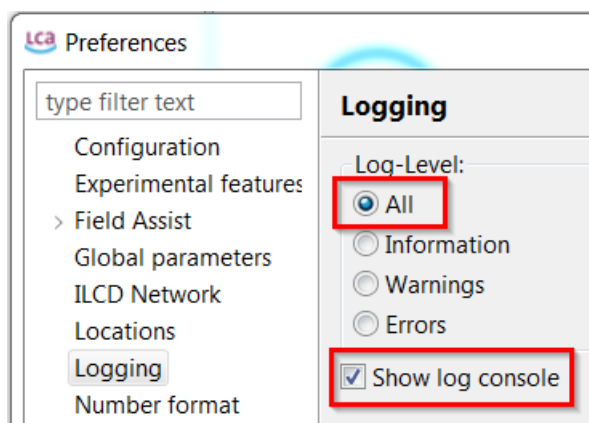 LCA Preferences
type filter text
Configuration
Experimental features
Field Assist
Global parameters
ILCD Network
Locations
Logging
Number format
Logging
Log-Level:
All
Information
Warnings
Errors
Show log console